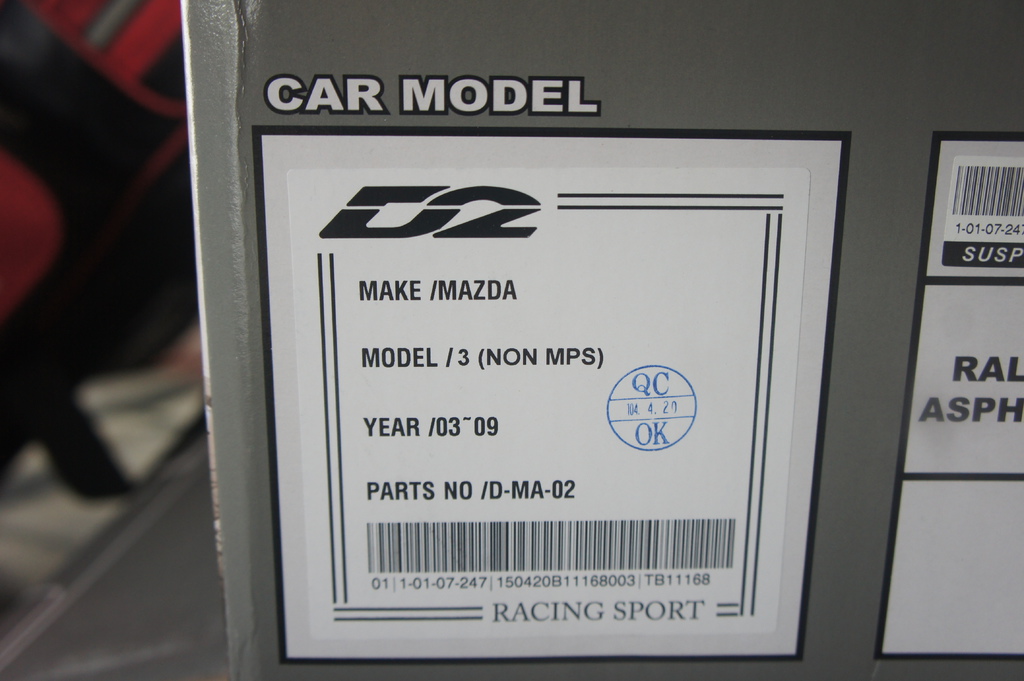 CAR MODEL
D2
MAKE /MAZDA
MODEL / 3 (NON MPS)
YEAR /03~09
QC
104. 4. 20
OK
PARTS NO /D-MA-02
01|1-01-07-247|150420B11168003|TB11168
RACING SPORT
1-01-07-247
SUSP
RAL
ASPH